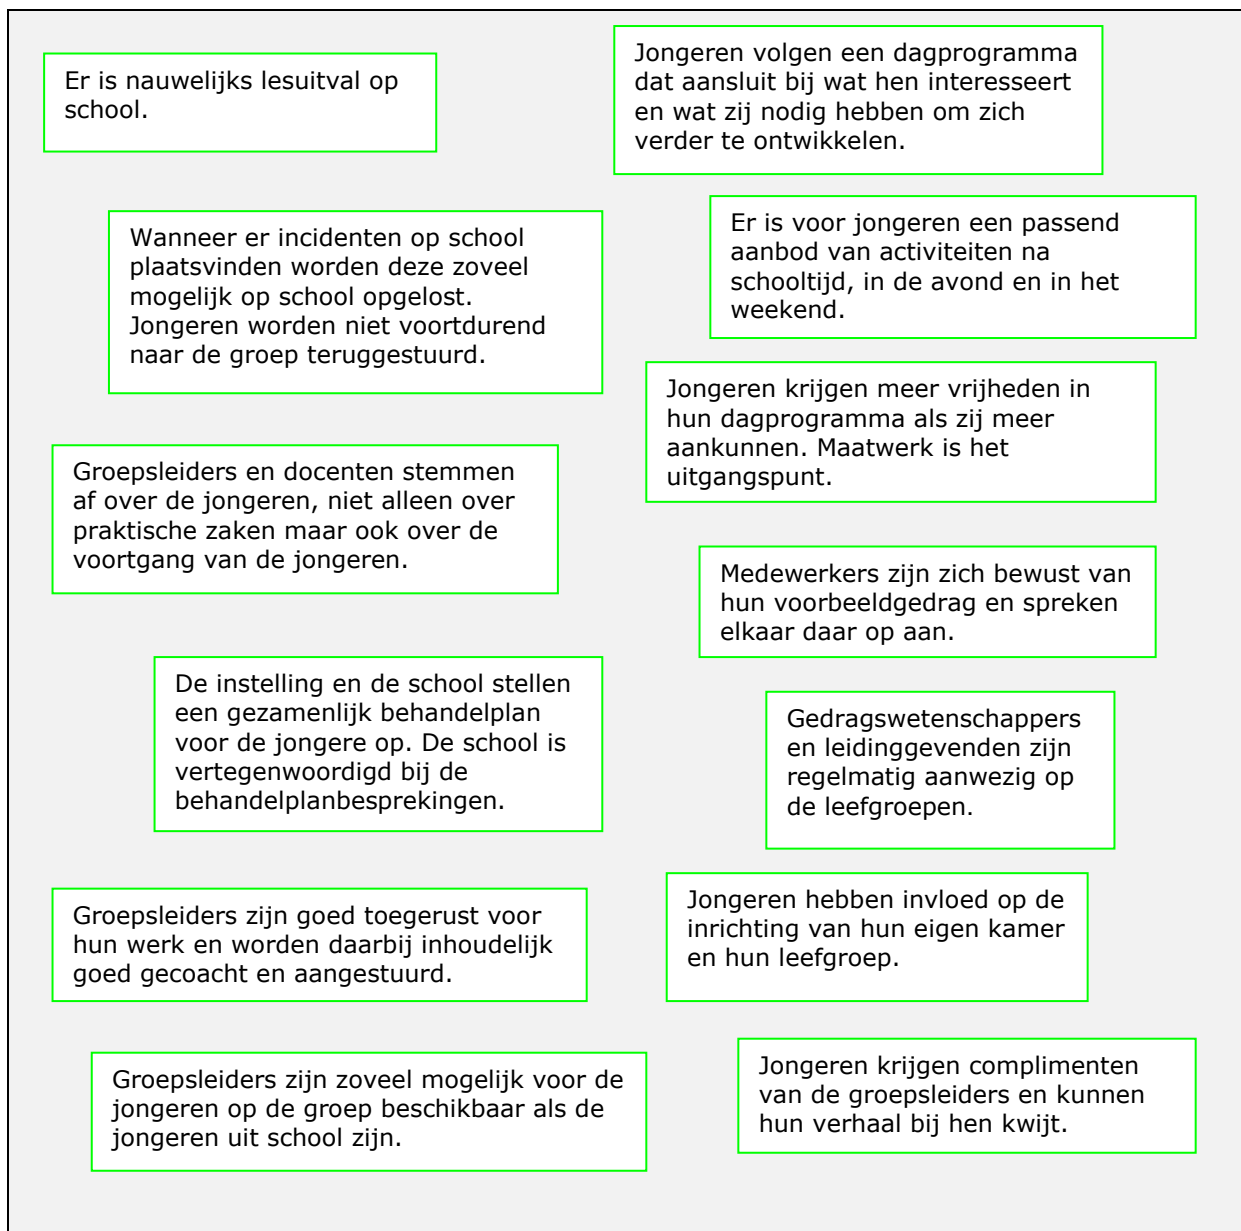 Er is nauwelijks lesuitval op
school.
Jongeren volgen een dagprogramma
dat aansluit bij wat hen interesseert
en wat zij nodig hebben om zich
verder te ontwikkelen.
Wanneer er incidenten op school
plaatsvinden worden deze zoveel
mogelijk op school opgelost.
Jongeren worden niet voortdurend
naar de groep teruggestuurd.
Er is voor jongeren een passend
aanbod van activiteiten na
schooltijd, in de avond en in het
weekend.
Jongeren krijgen meer vrijheden in
hun dagprogramma als zij meer
aankunnen. Maatwerk is het
uitgangspunt.
Groepsleiders en docenten stemmen
af over de jongeren, niet alleen over
praktische zaken maar ook over de
voortgang van de jongeren.
Medewerkers zijn zich bewust van
hun voorbeeldgedrag en spreken
elkaar daar op aan.
De instelling en de school stellen
een gezamenlijk behandelplan
voor de jongere op. De school is
vertegenwoordigd bij de
behandelplanbesprekingen.
Gedragswetenschappers
en leidinggevenden zijn
regelmatig aanwezig op
de leefgroepen.
Groepsleiders zijn goed toegerust voor
hun werk en worden daarbij inhoudelijk
goed gecoacht en aangestuurd.
Jongeren hebben invloed op de
inrichting van hun eigen kamer
en hun leefgroep.
Groepsleiders zijn zoveel mogelijk voor de
jongeren op de groep beschikbaar als de
jongeren uit school zijn.
Jongeren krijgen complimenten
van de groepsleiders en kunnen
hun verhaal bij hen kwijt.